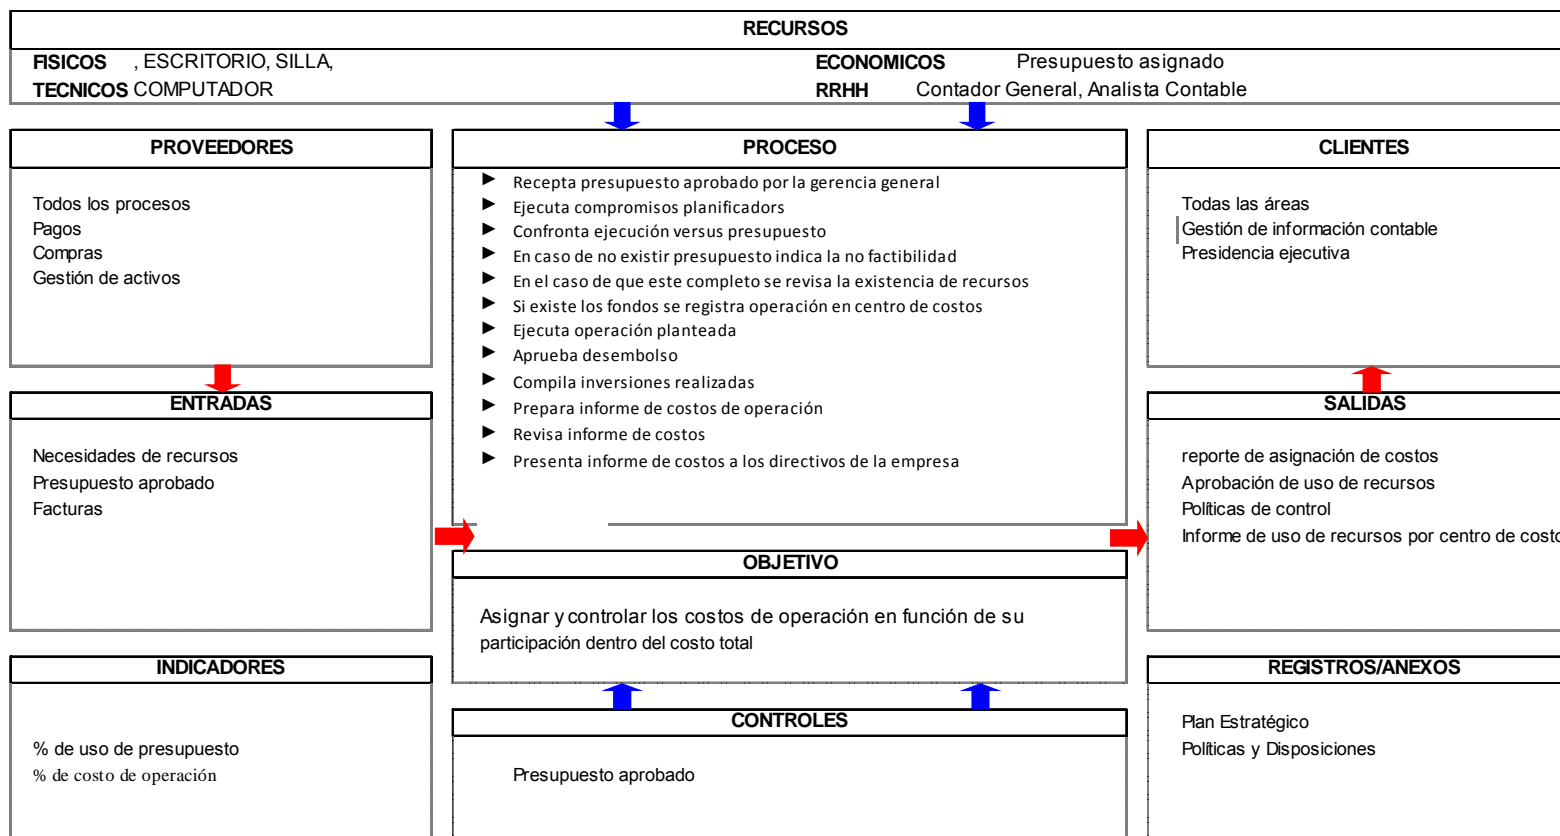 RECURSOS
FISICOS , ESCRITORIO, SILLA,
ECONOMICOS Presupuesto asignado
TECNICOS COMPUTADOR
RRHH Contador General, Analista Contable
PROVEEDORES
Todos los procesos
Pagos
Compras
Gestión de activos
PROCESO
► Recepta presupuesto aprobado por la gerencia general
► Ejecuta compromisos planificadors
► Confronta ejecución versus presupuesto
► En caso de no existir presupuesto indica la no factibilidad
► En el caso de que este completo se revisa la existencia de recursos
► Si existe los fondos se registra operación en centro de costos
► Ejecuta operación planteada
► Aprueba desembolso
► Compila inversiones realizadas
► Prepara informe de costos de operación
► Revisa informe de costos
► Presenta informe de costos a los directivos de la empresa
CLIENTES
Todas las áreas
Gestión de información contable
Presidencia ejecutiva
ENTRADAS
Necesidades de recursos
Presupuesto aprobado
Facturas
SALIDAS
reporte de asignación de costos
Aprobación de uso de recursos
Políticas de control
Informe de uso de recursos por centro de costo
OBJETIVO
Asignar y controlar los costos de operación en función de su
participación dentro del costo total
INDICADORES
% de uso de presupuesto
% de costo de operación
CONTROLES
Presupuesto aprobado
REGISTROS/ANEXOS
Plan Estratégico
Políticas y Disposiciones